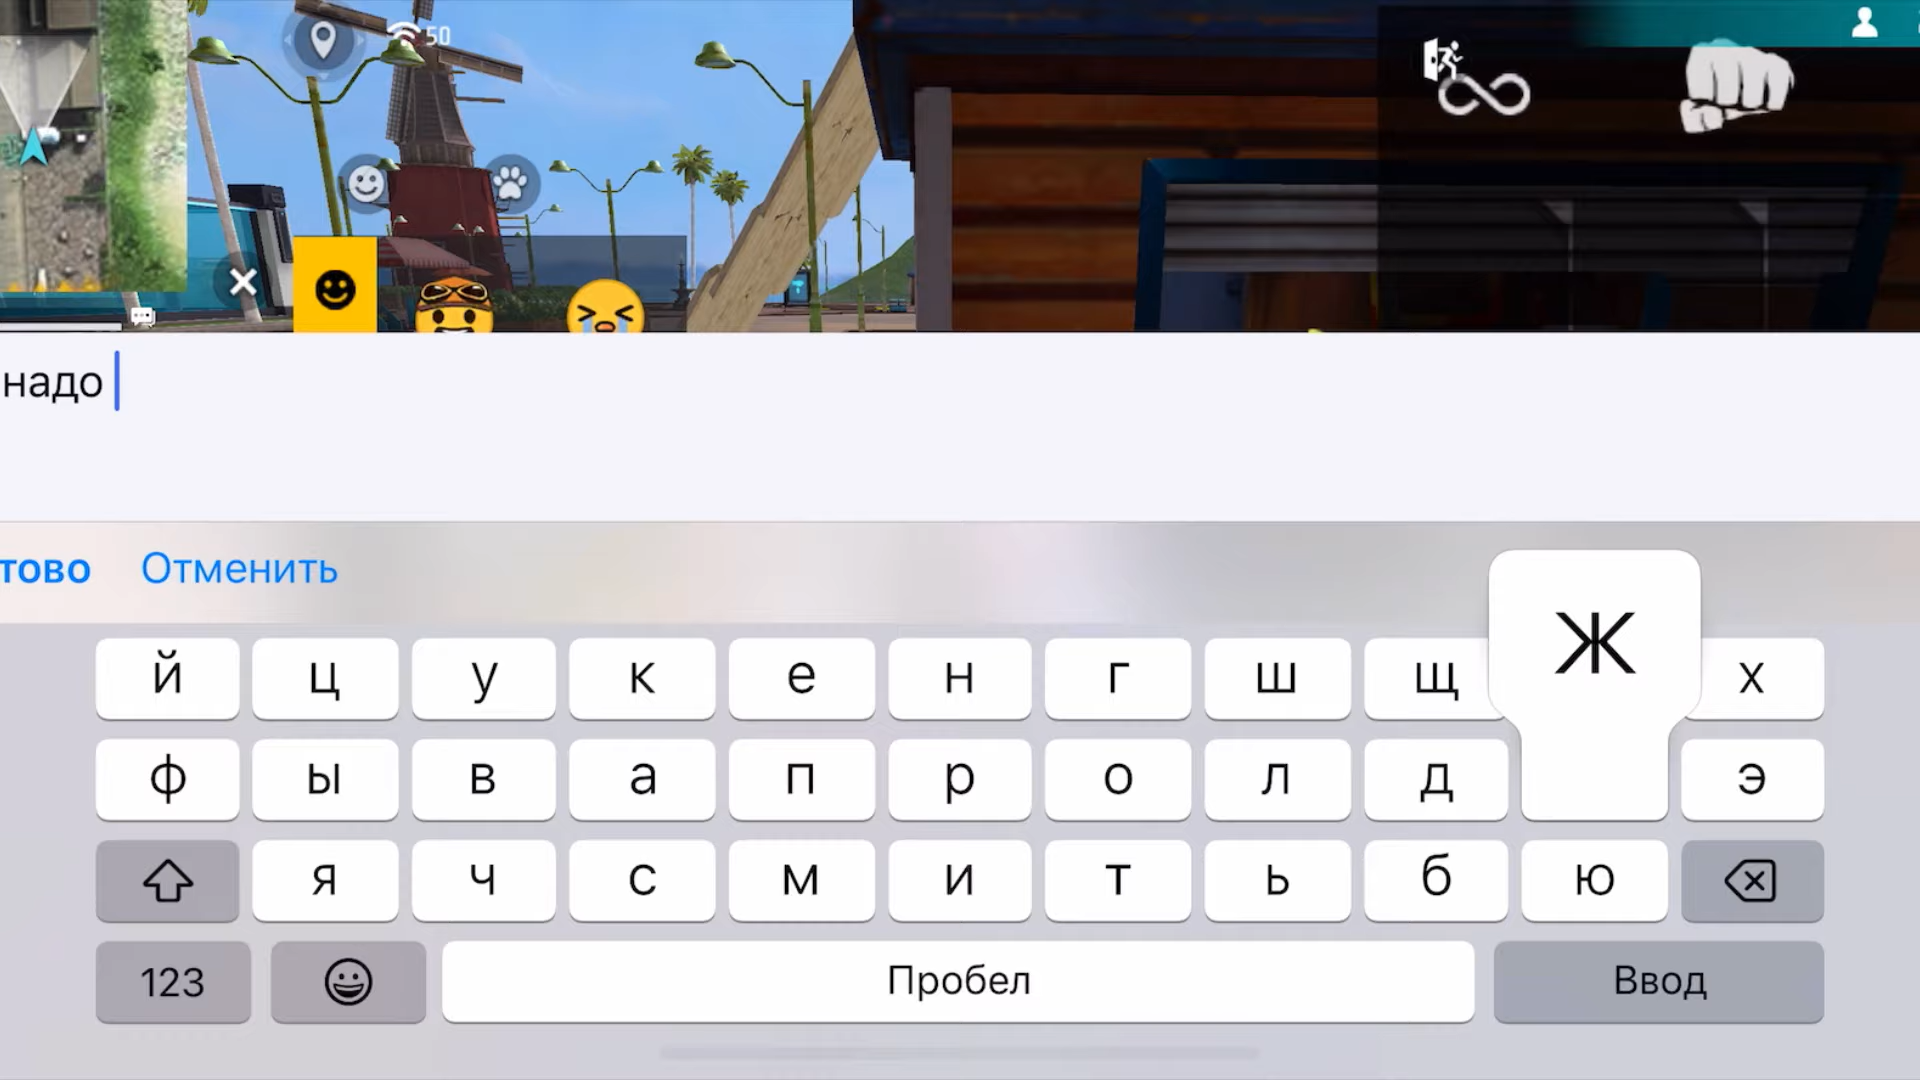 50
надо
тово Отменить
й ц у к е н г ш щ Ж х
ф ы в а п р о л д э
я ч с м и т ь б ю
123 Пробел Ввод